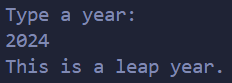 Type a year:
2024
This is a leap year.